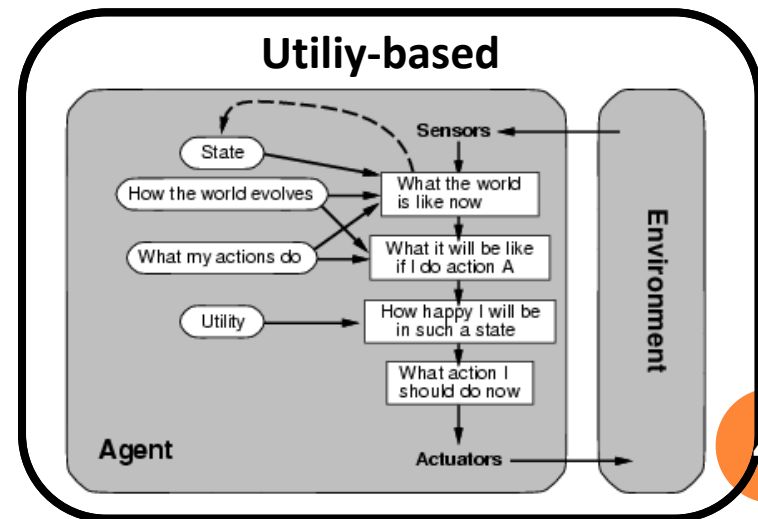 Utiliy-based
Sensors
State
What the world
is like now
How the world evolves
What it will be like
if I do action A
What my actions do
How happy I will be
in such a state
Utility
What action I
should do now
Agent
Actuators
Environment